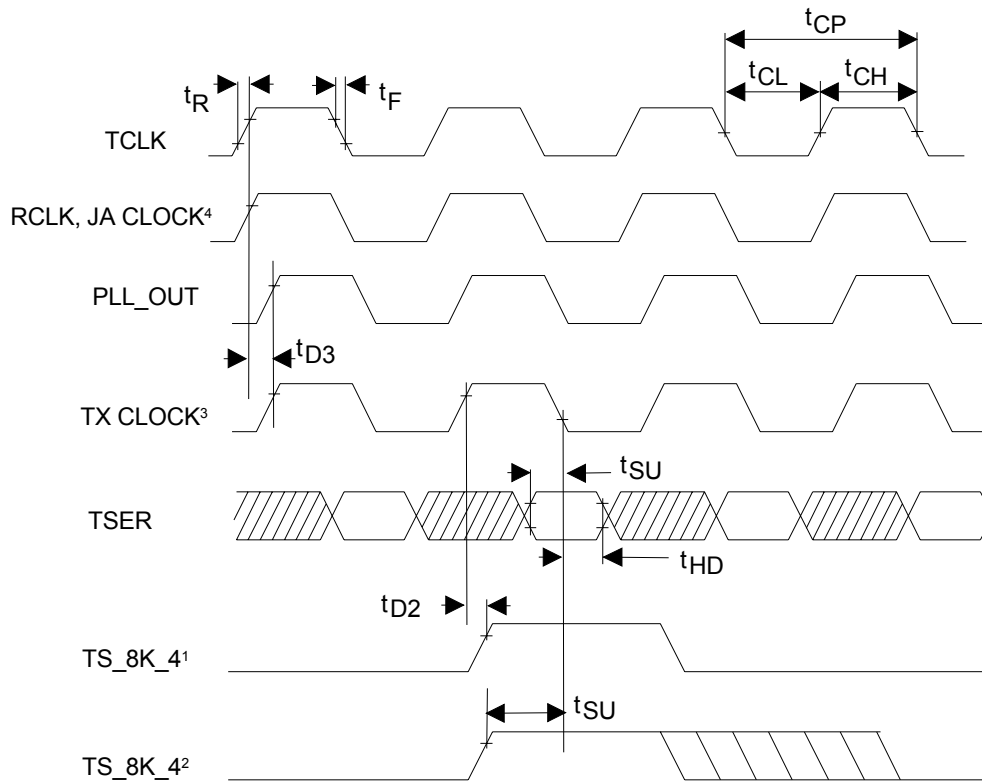 tCP
tCL tCH
tR tF
TCLK
RCLK, JA CLOCK⁴
PLL_OUT
tD3
TX CLOCK³
tSU
TSER
tHD
tD2
TS_8K_4¹
tSU
TS_8K_4²